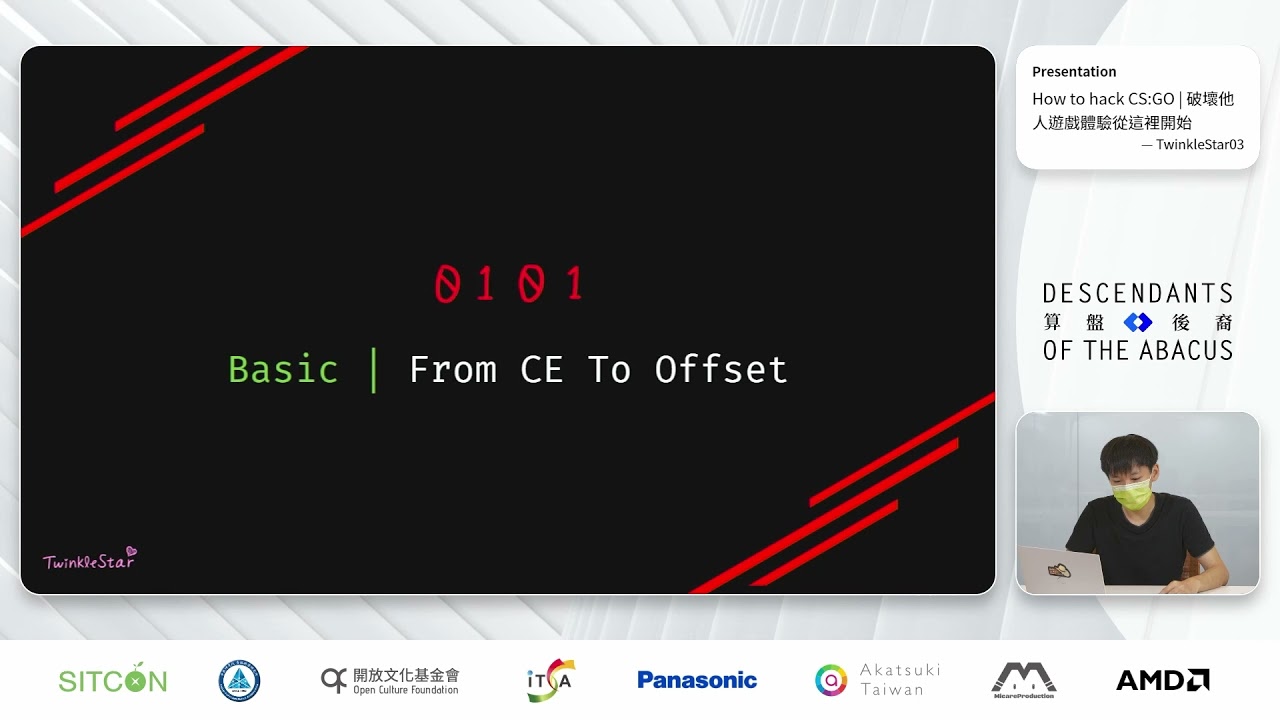 0101
Basic | From CE To Offset
TwinkleStar
Presentation
How to hack CS:GO | 破壞他
人遊戲體驗從這裡開始
— TwinkleStar03
DESCENDANTS
算盤後裔
OF THE ABACUS
SITCON
開放文化基金會
Open Culture Foundation
iTSA
Panasonic
Akatsuki
Taiwan
MicareProduction
AMD